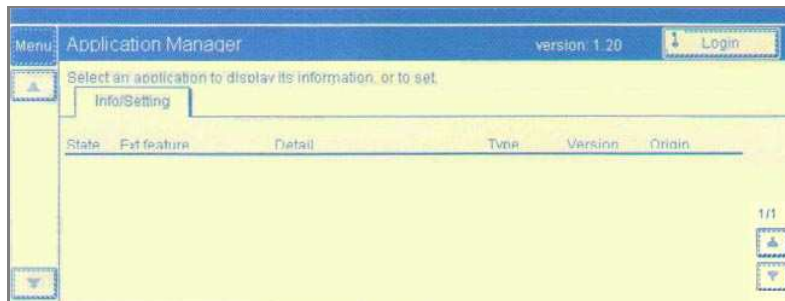 Menu Application Manager version: 1.20 Login
Select an application to display its information, or to set.
Info/Setting
State Ext feature Detail Type Version Origin
1/1